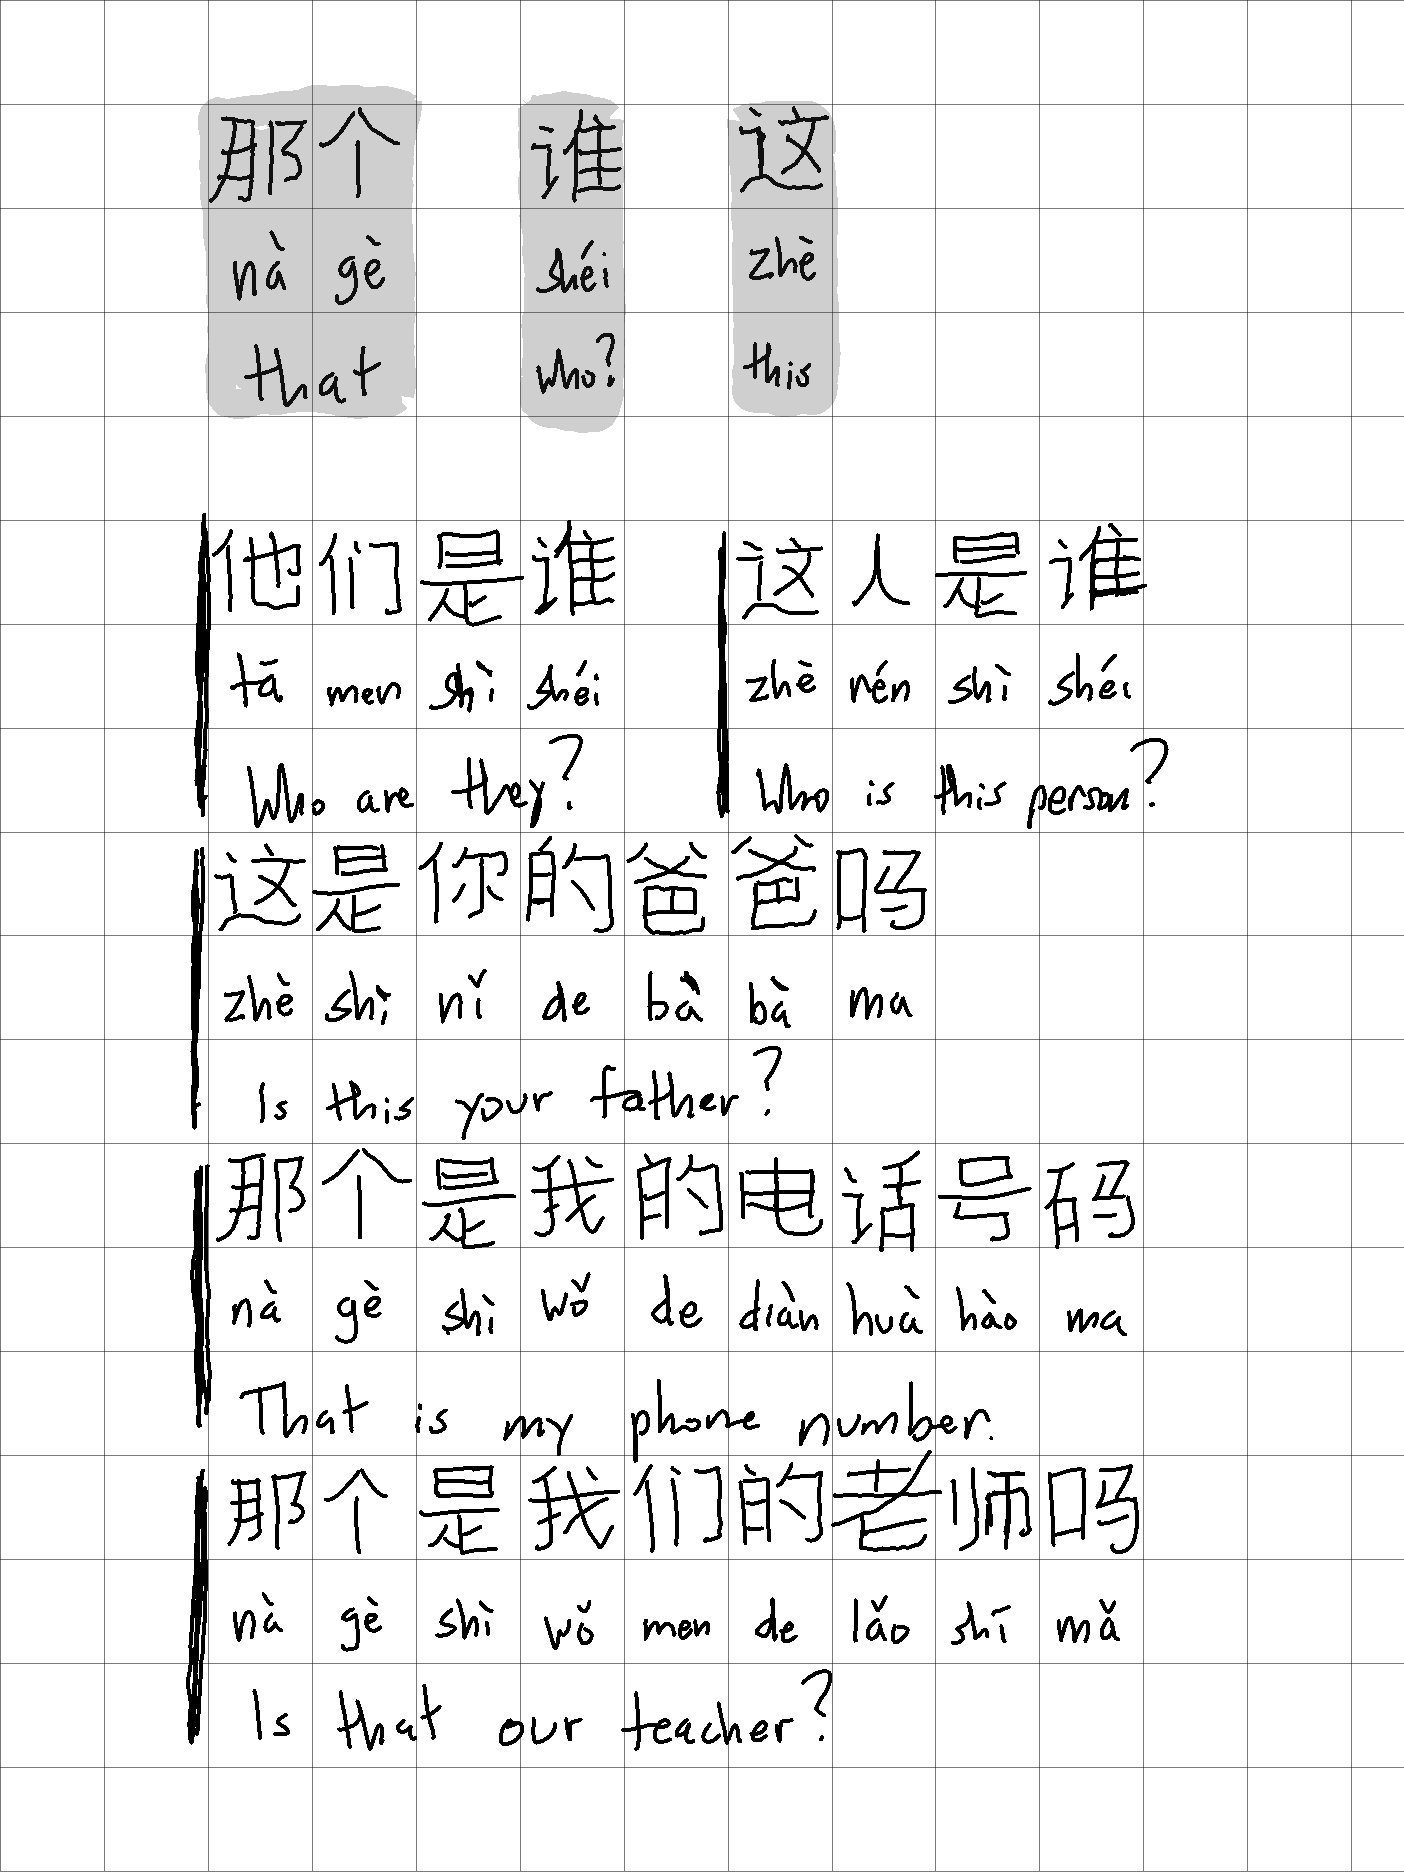 那个 谁 这
nà gè shéi zhè
that who? this
他们是谁 这人是谁
tā men shì shéi zhè rén shì shéi
Who are they? Who is this person?
这是你的爸爸吗
zhè shì nǐ de bà bà ma
Is this your father?
那个是我的电话号码
nà gè shì wǒ de diàn huà hào ma
That is my phone number.
那个是我们的老师吗
nà gè shì wǒ men de lǎo shī mǎ
Is that our teacher?